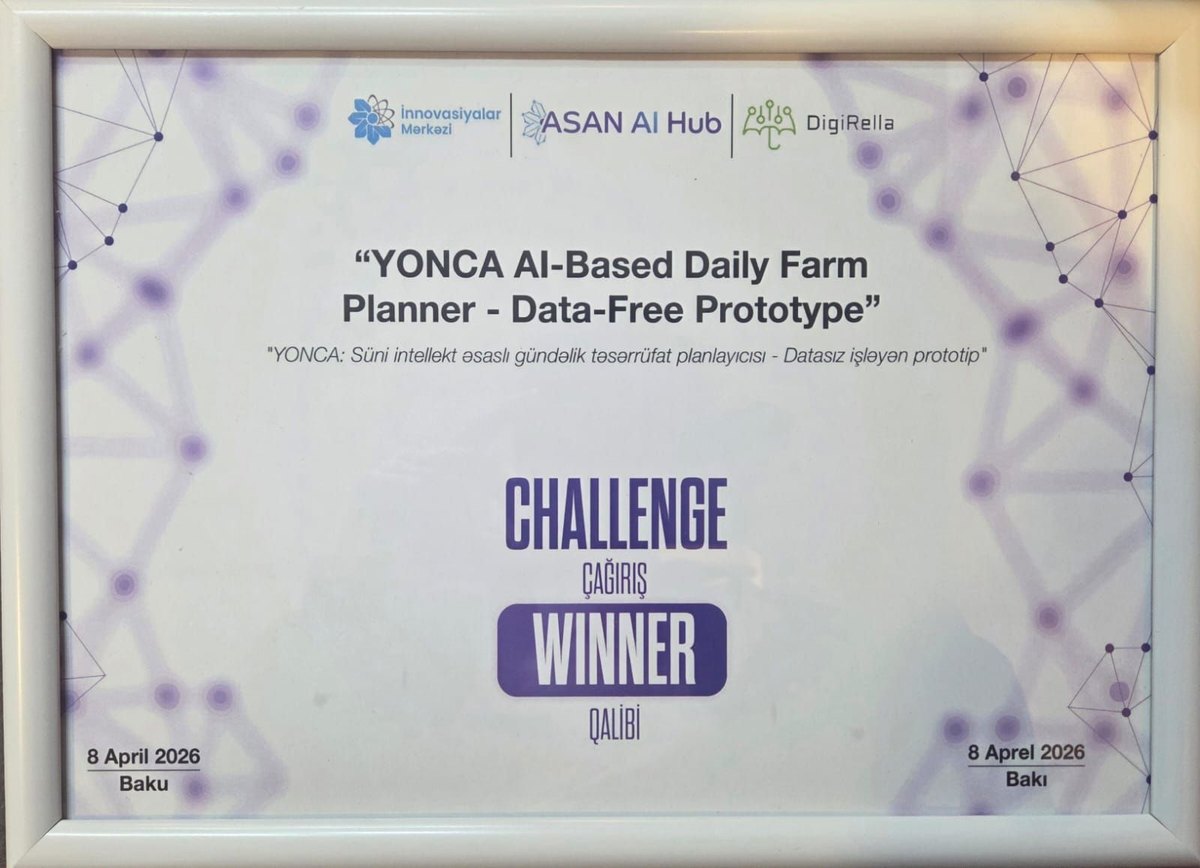 İnnovasiyalar
Mərkəzi
ASAN AI Hub
DigiRella
“YONCA AI-Based Daily Farm
Planner - Data-Free Prototype”
"YONCA: Süni intellekt əsaslı gündəlik təsərrüfat planlayıcısı - Datasız işləyən prototip"
CHALLENGE
ÇAĞIRIŞ
WINNER
QALİBİ
8 April 2026
Baku
8 Aprel 2026
Bakı